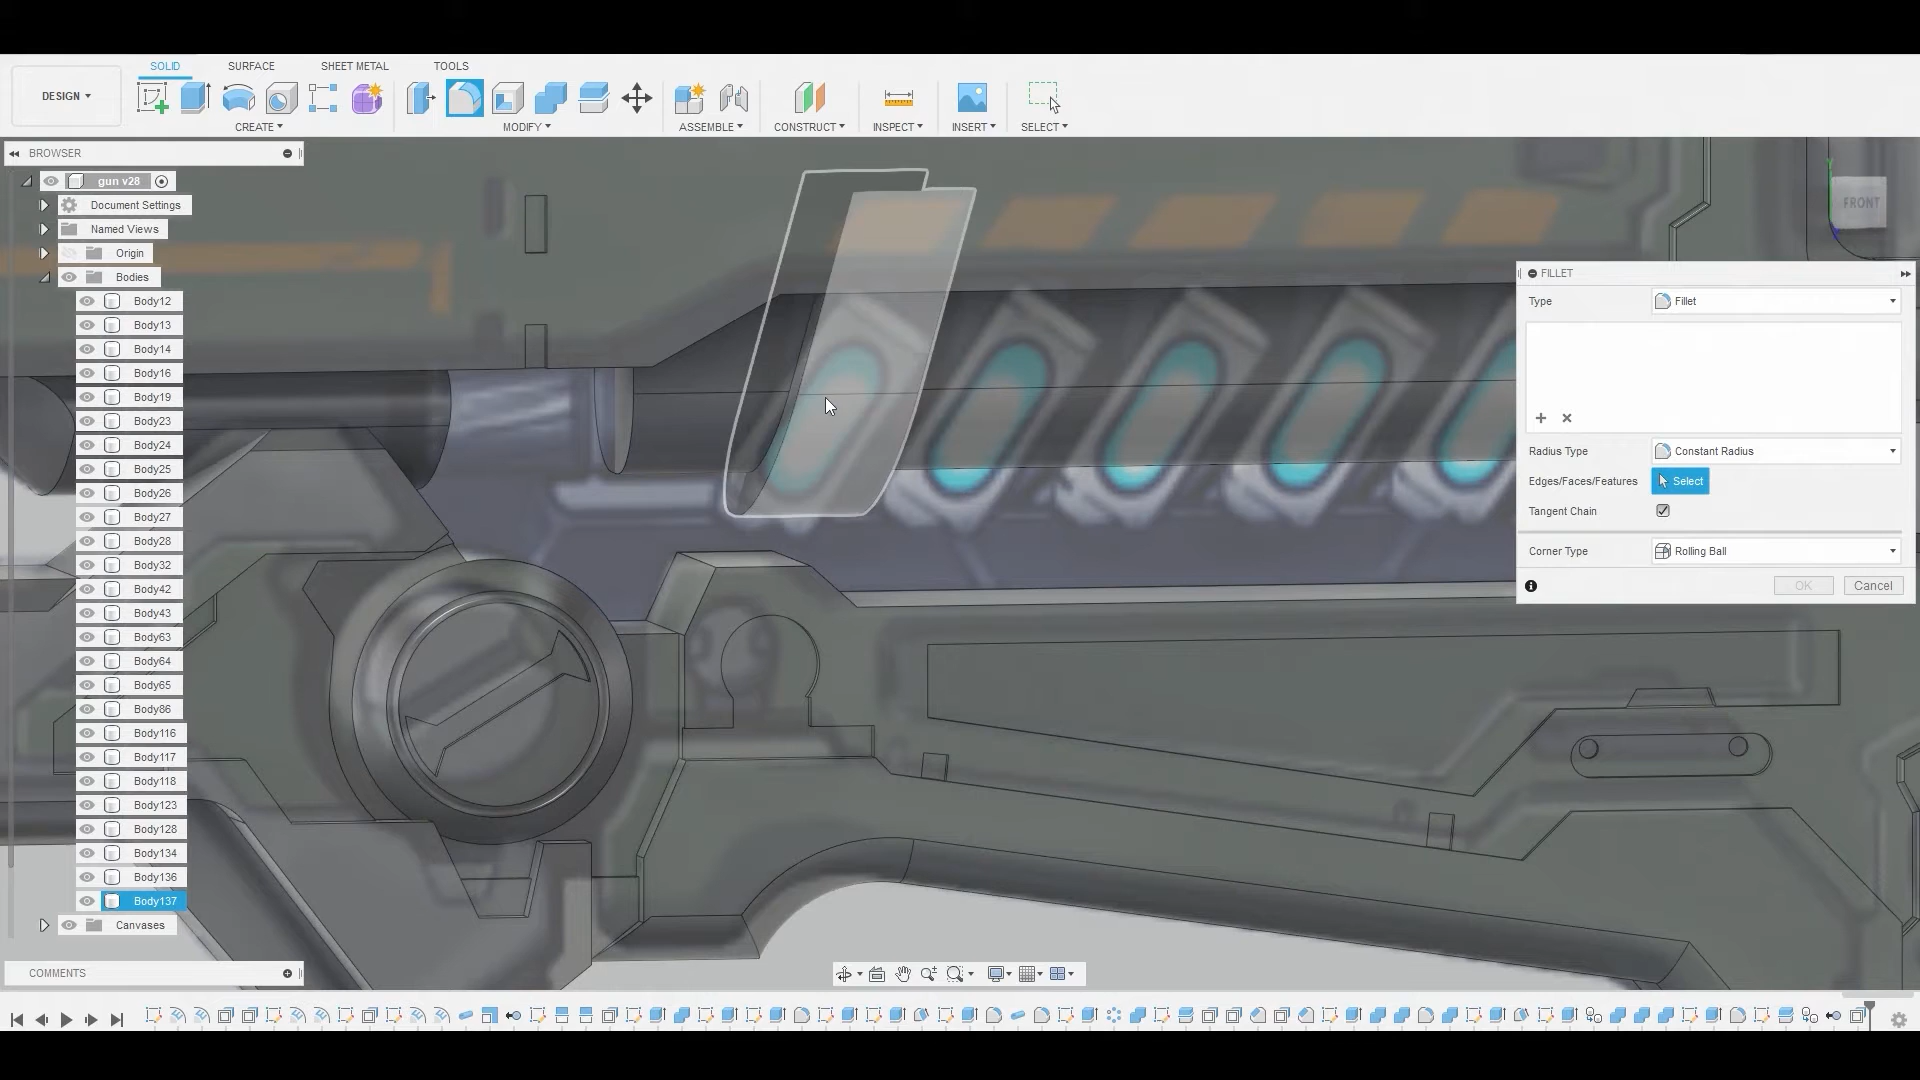 SOLID SURFACE SHEET METAL TOOLS
DESIGN
CREATE MODIFY ASSEMBLE CONSTRUCT INSPECT INSERT SELECT
BROWSER
gun v28
Document Settings
Named Views
Origin
Bodies
Body12
Body13
Body14
Body16
Body19
Body23
Body24
Body25
Body26
Body27
Body28
Body32
Body42
Body43
Body63
Body64
Body65
Body86
Body116
Body117
Body118
Body123
Body128
Body134
Body136
Body137
Canvases
COMMENTS
FRONT
Y
FILLET
Type Fillet
Radius Type Constant Radius
Edges/Faces/Features Select
Tangent Chain
Corner Type Rolling Ball
OK Cancel